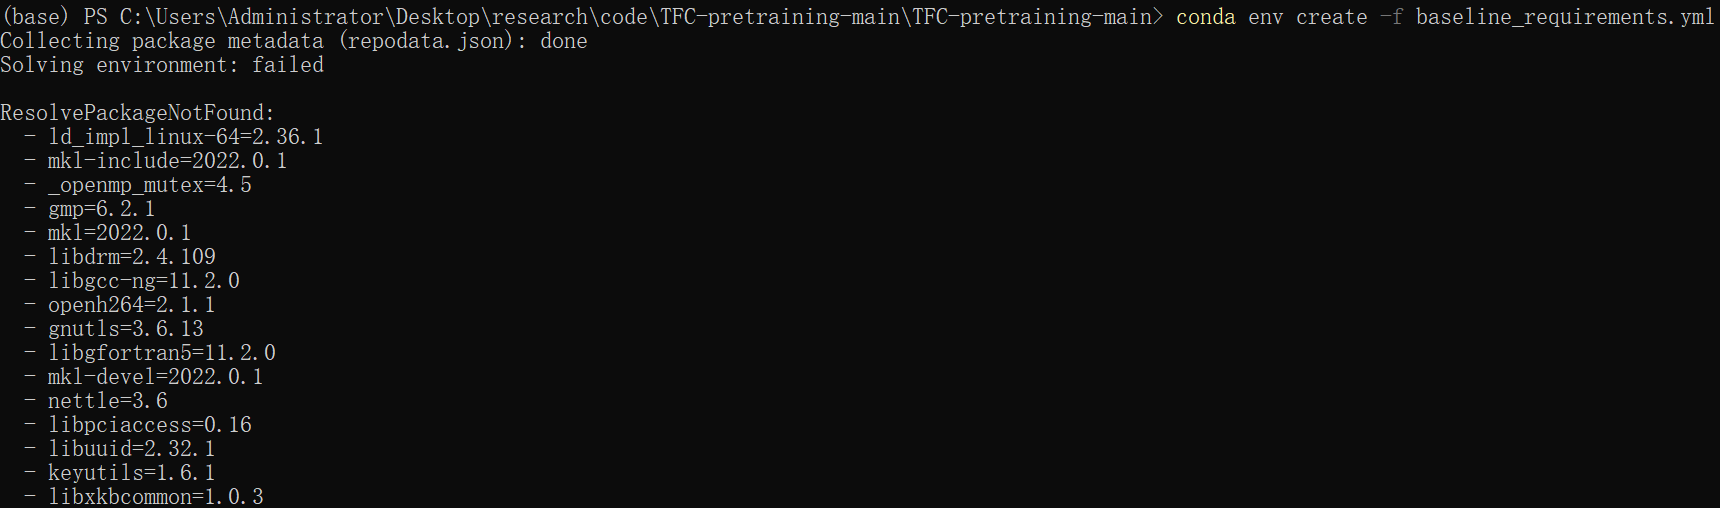 (base) PS C:\Users\Administrator\Desktop\research\code\TFC-pretraining-main\TFC-pretraining-main> conda env create -f baseline_requirements.yml
Collecting package metadata (repodata.json): done
Solving environment: failed
ResolvePackageNotFound:
- ld_impl_linux-64=2.36.1
- mkl-include=2022.0.1
- _openmp_mutex=4.5
- gmp=6.2.1
- mkl=2022.0.1
- libdrm=2.4.109
- libgcc-ng=11.2.0
- openh264=2.1.1
- gnutls=3.6.13
- libgfortran5=11.2.0
- mkl-devel=2022.0.1
- nettle=3.6
- libpciaccess=0.16
- libuuid=2.32.1
- keyutils=1.6.1
- libxkbcommon=1.0.3